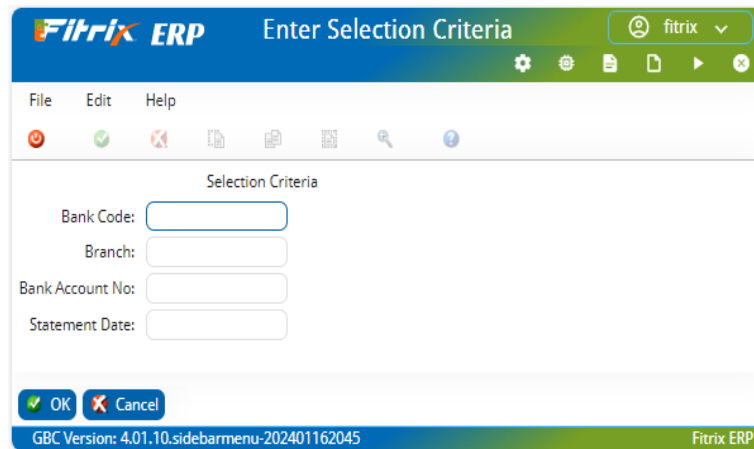 Fitrix ERP Enter Selection Criteria fitrix
File Edit Help
Selection Criteria
Bank Code:
Branch:
Bank Account No:
Statement Date:
OK Cancel
GBC Version: 4.01.10.sidebarmenu-202401162045 Fitrix ERP